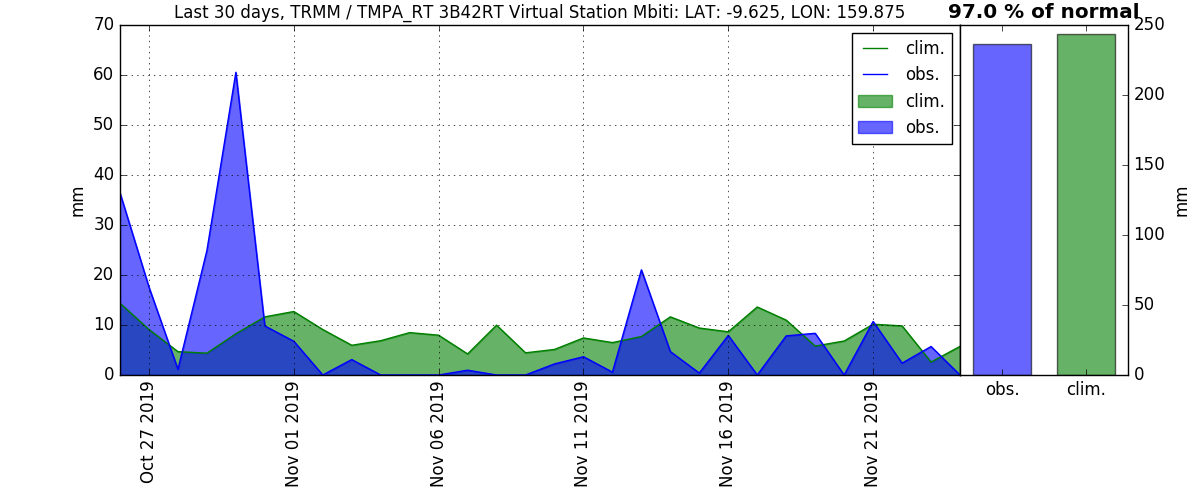 Last 30 days, TRMM / TMPA_RT 3B42RT Virtual Station Mbiti: LAT: -9.625, LON: 159.875
97.0 % of normal
70
60
50
40
30
20
10
0
mm
clim.
obs.
clim.
obs.
Oct 27 2019
Nov 01 2019
Nov 06 2019
Nov 11 2019
Nov 16 2019
Nov 21 2019
250
200
150
100
50
0
mm
obs.
clim.